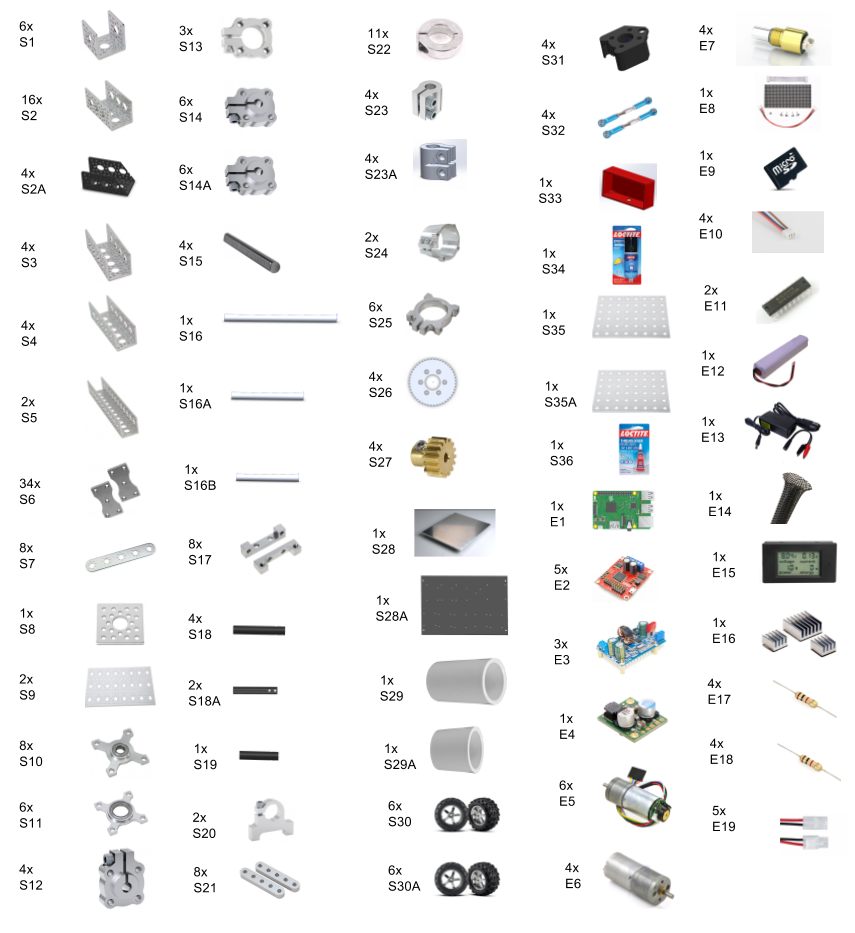 6x
S1
16x
S2
4x
S2A
4x
S3
4x
S4
2x
S5
34x
S6
8x
S7
1x
S8
2x
S9
8x
S10
6x
S11
4x
S12
3x
S13
6x
S14
6x
S14A
4x
S15
1x
S16
1x
S16A
1x
S16B
8x
S17
4x
S18
2x
S18A
1x
S19
2x
S20
8x
S21
11x
S22
4x
S23
4x
S23A
2x
S24
6x
S25
4x
S26
4x
S27
1x
S28
1x
S28A
1x
S29
1x
S29A
6x
S30
6x
S30A
4x
S31
4x
S32
1x
S33
1x
S34
LOCTITE
1x
S35
1x
S35A
1x
S36
LOCTITE
1x
E1
5x
E2
3x
E3
1x
E4
6x
E5
4x
E6
4x
E7
1x
E8
1x
E9
micro
4x
E10
2x
E11
1x
E12
1x
E13
1x
E14
1x
E15
1x
E16
4x
E17
4x
E18
5x
E19